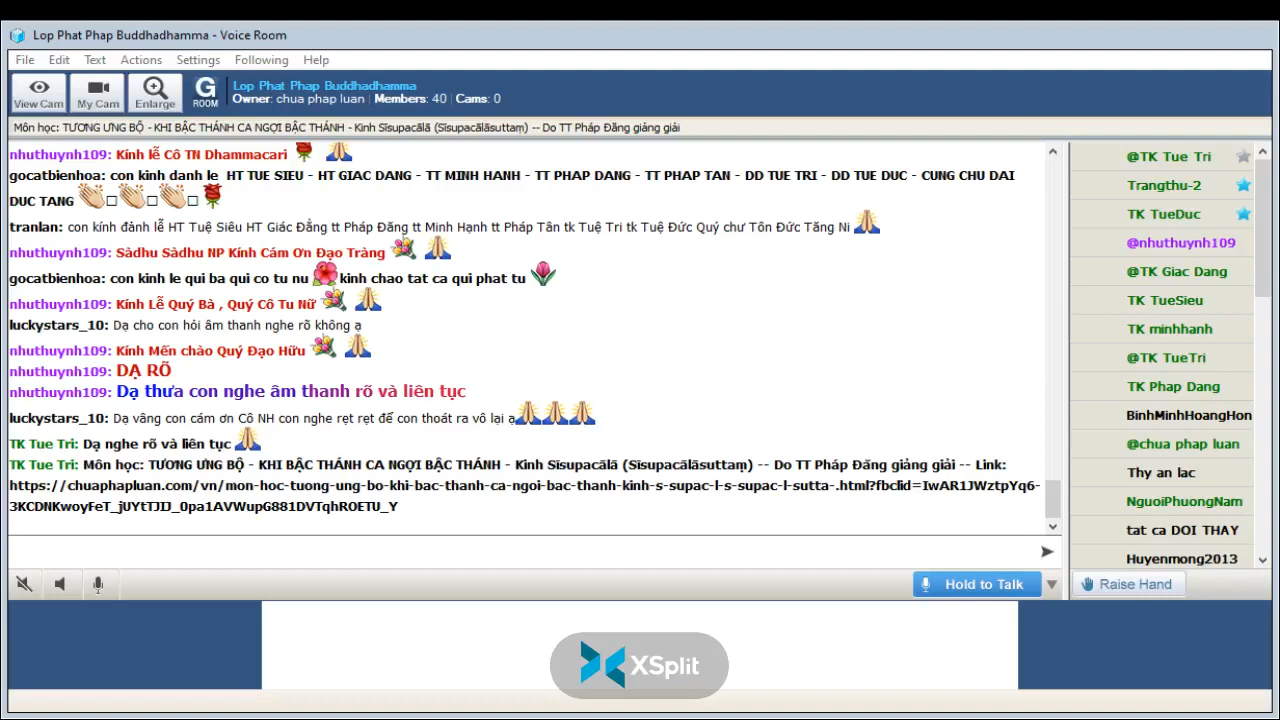 Lop Phat Phap Buddhadhamma - Voice Room
File Edit Text Actions Settings Following Help
View Cam
My Cam
Enlarge
G ROOM
Lop Phat Phap Buddhadhamma
Owner: chua phap luan | Members: 40 | Cams: 0
Môn học: TƯƠNG ƯNG BỘ - KHI BẬC THÁNH CA NGỢI BẬC THÁNH - Kinh Sīsupacālā (Sīsupacālāsuttaṃ) -- Do TT Pháp Đăng giảng giải
nhuthuynh109: Kính lễ Cô TN Dhammacari 🌹 🙏
gocatbienhoa: con kinh danh le HT TUE SIEU - HT GIAC DANG - TT MINH HANH - TT PHAP DANG - TT PHAP TAN - DD TUE TRI - DD TUE DUC - CUNG CHU DAI
DUC TANG 👏□👏□👏□🌹
tranlan: con kính đảnh lễ HT Tuệ Siêu HT Giác Đẳng tt Pháp Đăng tt Minh Hạnh tt Pháp Tân tk Tuệ Tri tk Tuệ Đức Quý chư Tôn Đức Tăng Ni 🙏
nhuthuynh109: Sàdhu Sàdhu NP Kính Cám Ơn Đạo Tràng 💐 🙏
gocatbienhoa: con kinh le qui ba qui co tu nu 🌺 kinh chao tat ca qui phat tu 🌷
nhuthuynh109: Kính Lễ Quý Bà , Quý Cô Tu Nữ 💐 🙏
luckystars_10: Dạ cho con hỏi âm thanh nghe rõ không ạ
nhuthuynh109: Kính Mến chào Quý Đạo Hữu 💐 🙏
nhuthuynh109: DẠ RÕ
nhuthuynh109: Dạ thưa con nghe âm thanh rõ và liên tục
luckystars_10: Dạ vâng con cám ơn Cô NH con nghe rẹt rẹt để con thoát ra vô lại ạ🙏🙏🙏
TK Tue Tri: Dạ nghe rõ và liên tục 🙏
TK Tue Tri: Môn học: TƯƠNG ƯNG BỘ - KHI BẬC THÁNH CA NGỢI BẬC THÁNH - Kinh Sīsupacālā (Sīsupacālāsuttaṃ) -- Do TT Pháp Đăng giảng giải -- Link:
https://chuaphapluan.com/vn/mon-hoc-tuong-ung-bo-khi-bac-thanh-ca-ngoi-bac-thanh-kinh-s-supac-l-s-supac-l-sutta-.html?fbclid=IwAR1JWztpYq6-
3KCDNKwoyFeT_jUYtTJIJ_0pa1AVWupG881DVTqhROETU_Y
@TK Tue Tri
Trangthu-2
TK TueDuc
@nhuthuynh109
@TK Giac Dang
TK TueSieu
TK minhhanh
@TK TueTri
TK Phap Dang
BinhMinhHoangHon
@chua phap luan
Thy an lac
NguoiPhuongNam
tat ca DOI THAY
Huyenmong2013
Hold to Talk
Raise Hand
XSplit